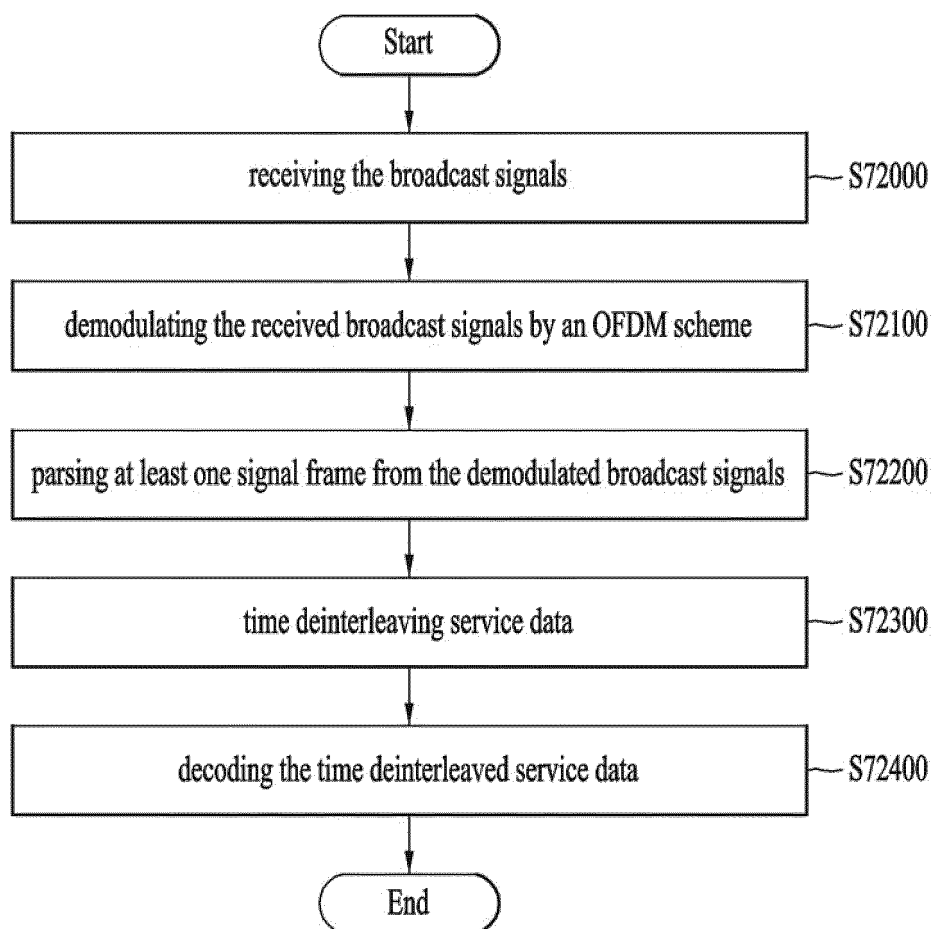 Start
receiving the broadcast signals
S72000
demodulating the received broadcast signals by an OFDM scheme
S72100
parsing at least one signal frame from the demodulated broadcast signals
S72200
time deinterleaving service data
S72300
decoding the time deinterleaved service data
S72400
End